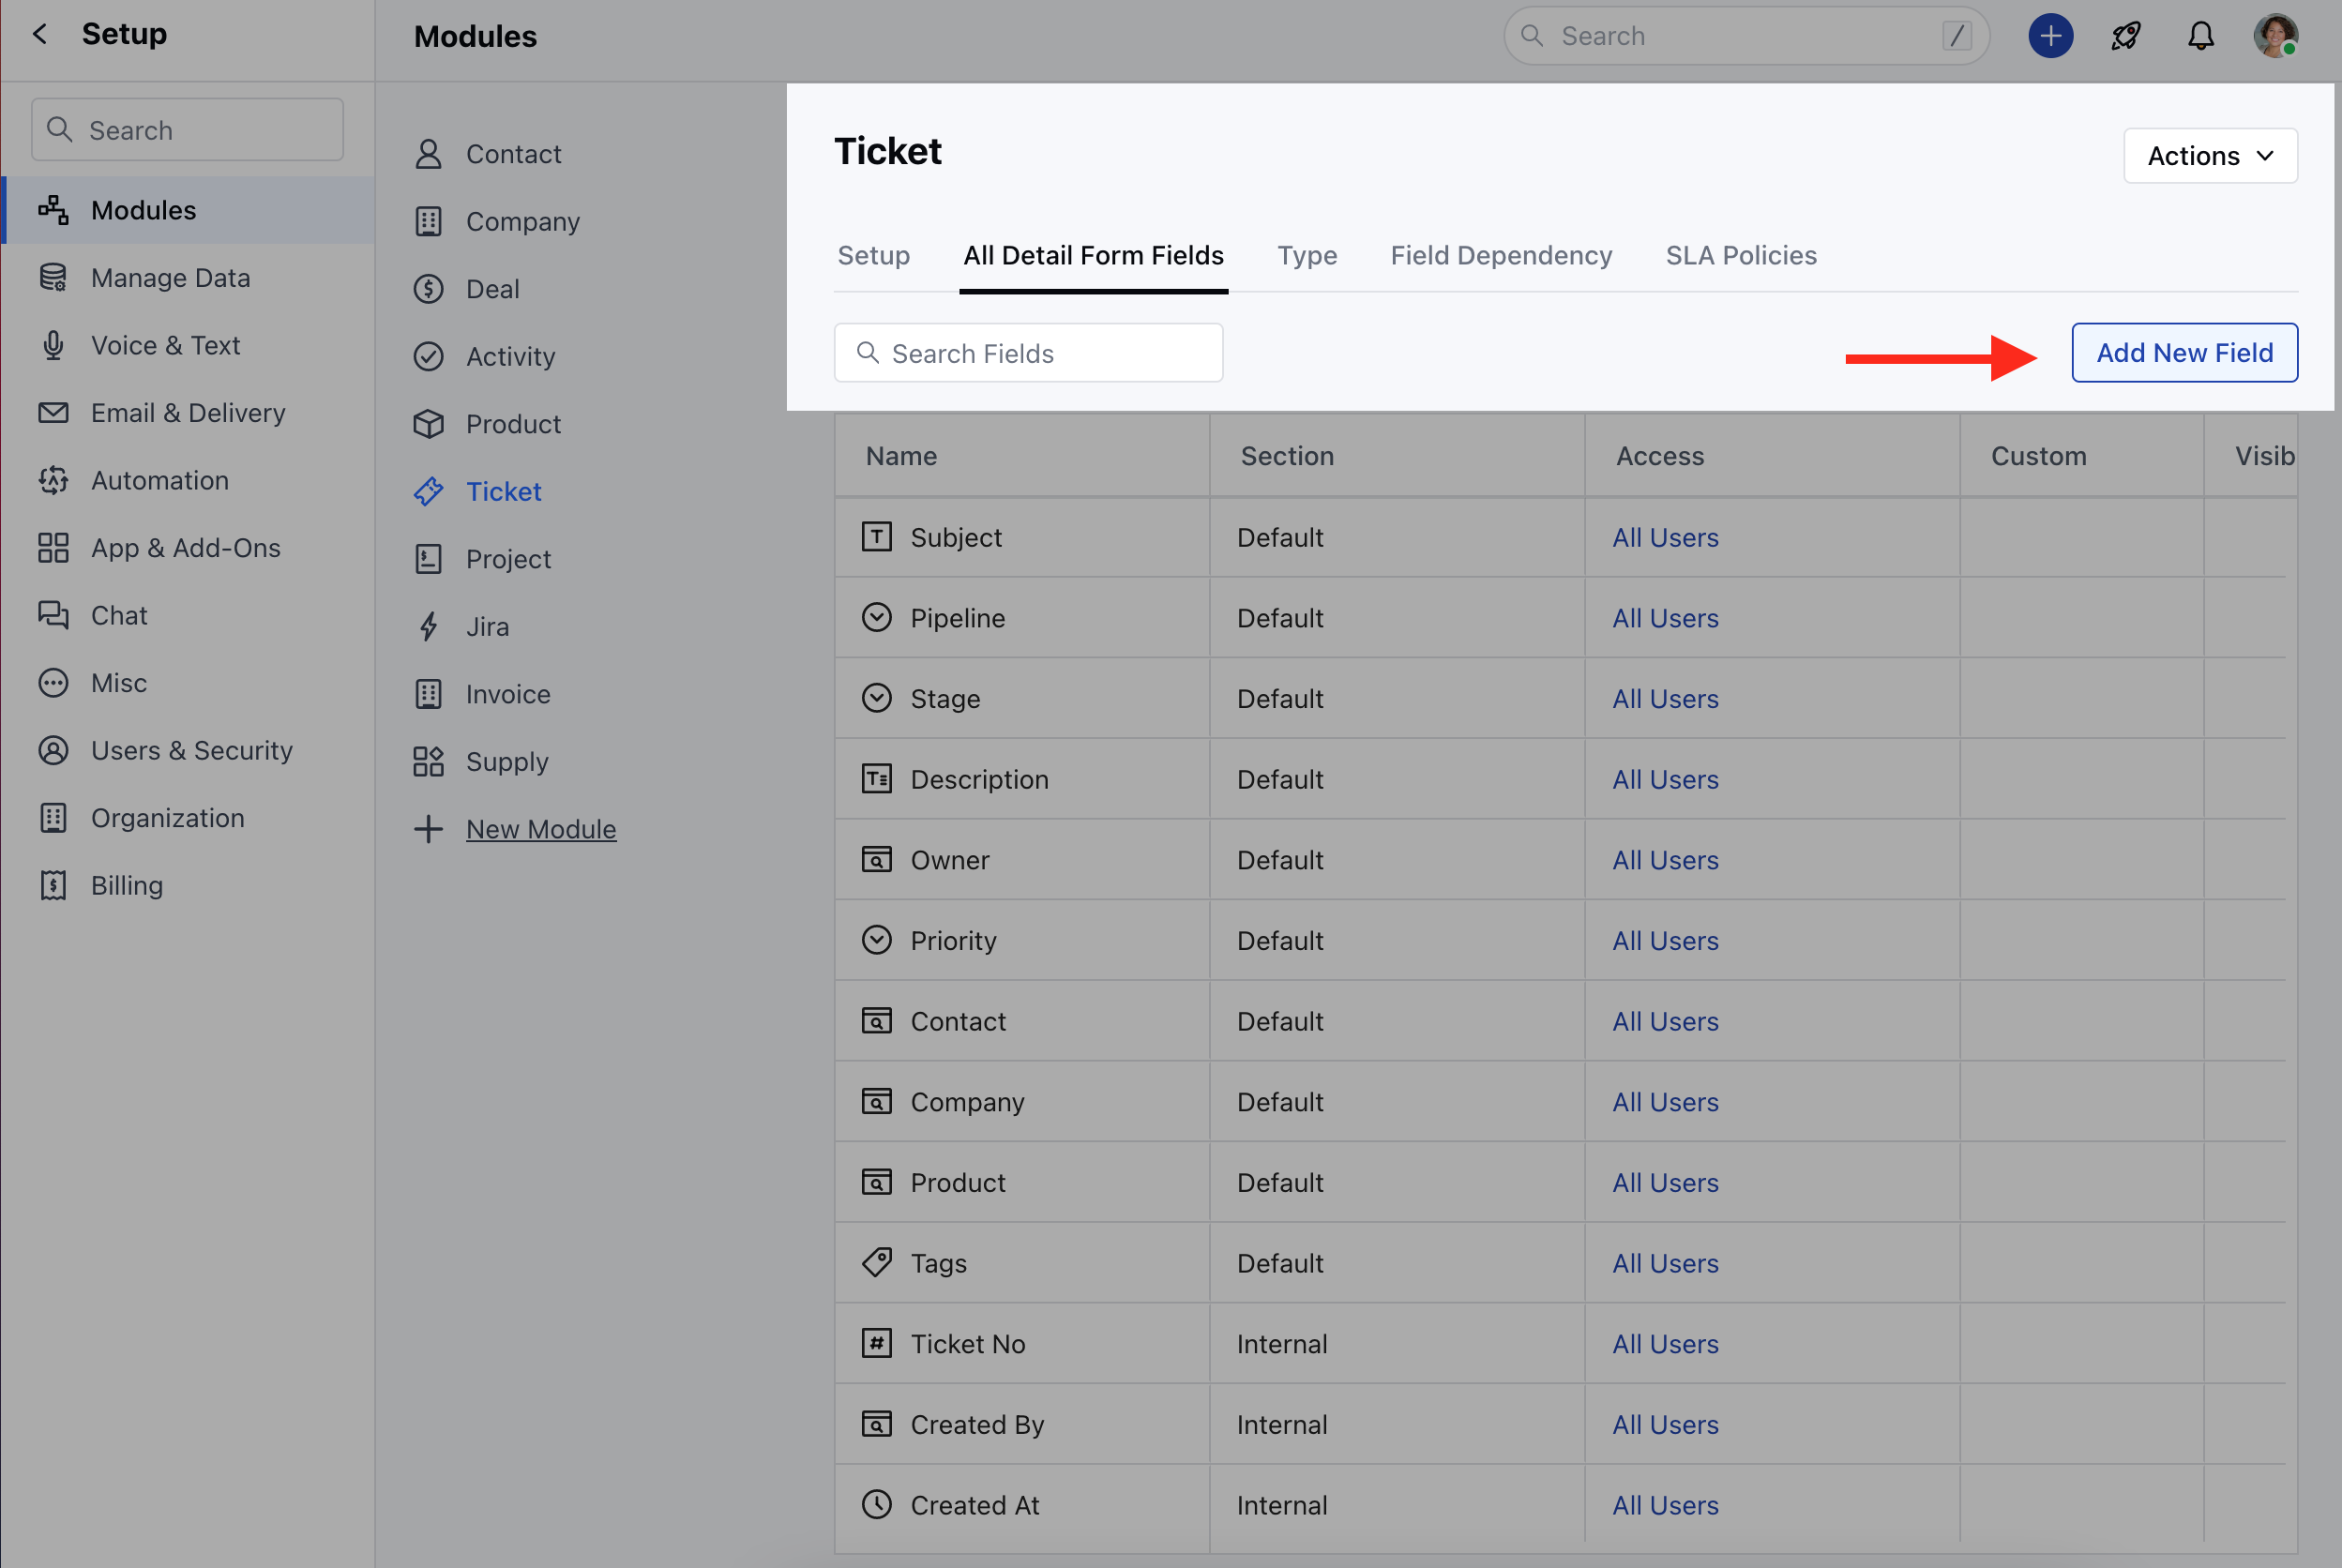 Setup
Modules
Search
/
Search
Modules
Manage Data
Voice & Text
Email & Delivery
Automation
App & Add-Ons
Chat
Misc
Users & Security
Organization
Billing
Contact
Company
Deal
Activity
Product
Ticket
Project
Jira
Invoice
Supply
New Module
Ticket
Actions
Setup All Detail Form Fields Type Field Dependency SLA Policies
Search Fields
Add New Field
Name Section Access Custom Visib
Subject Default All Users
Pipeline Default All Users
Stage Default All Users
Description Default All Users
Owner Default All Users
Priority Default All Users
Contact Default All Users
Company Default All Users
Product Default All Users
Tags Default All Users
Ticket No Internal All Users
Created By Internal All Users
Created At Internal All Users